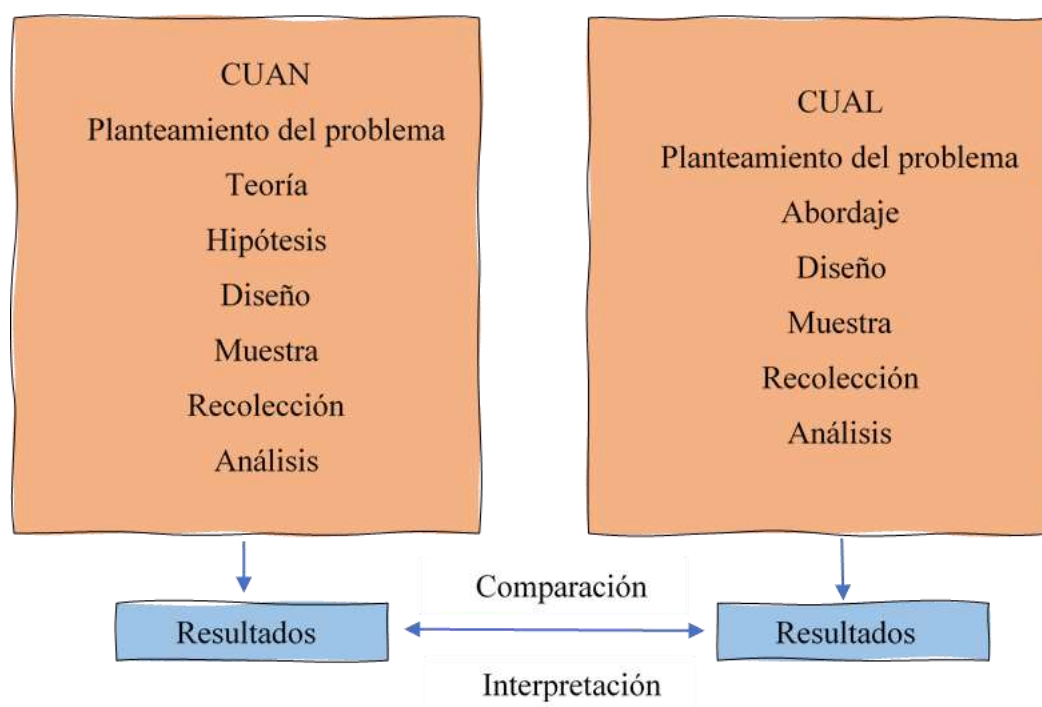 CUAN
Planteamiento del problema
Teoría
Hipótesis
Diseño
Muestra
Recolección
Análisis
CUAL
Planteamiento del problema
Abordaje
Diseño
Muestra
Recolección
Análisis
Comparación
Resultados
Resultados
Interpretación